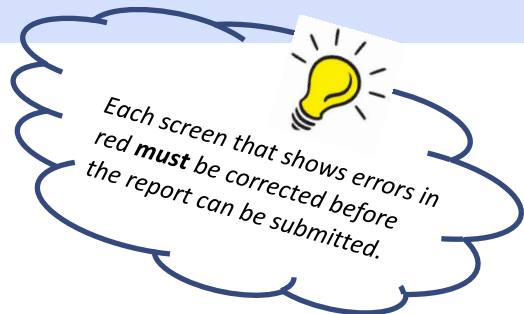 Each screen that shows errors in
red must be corrected before
the report can be submitted.